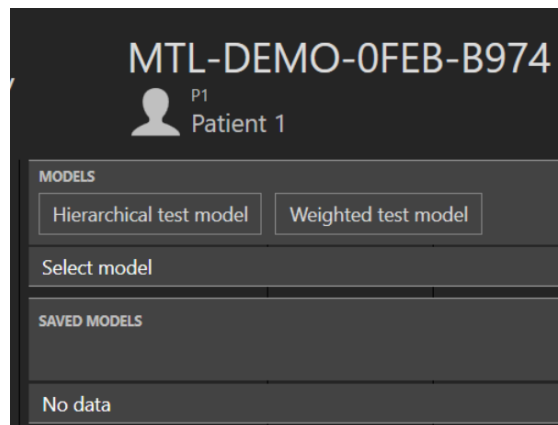 MTL-DEMO-0FEB-B974
P1
Patient 1
MODELS
Hierarchical test model
Weighted test model
Select model
SAVED MODELS
No data